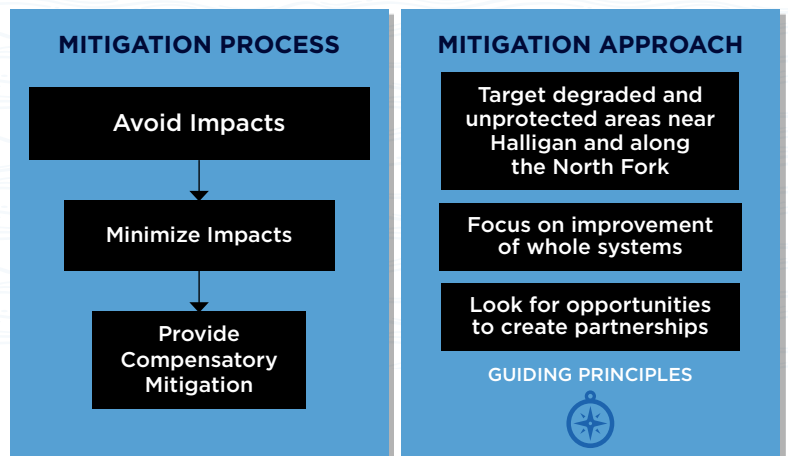 MITIGATION PROCESS
Avoid Impacts
Minimize Impacts
Provide
Compensatory
Mitigation
MITIGATION APPROACH
Target degraded and
unprotected areas near
Halligan and along
the North Fork
Focus on improvement
of whole systems
Look for opportunities
to create partnerships
GUIDING PRINCIPLES